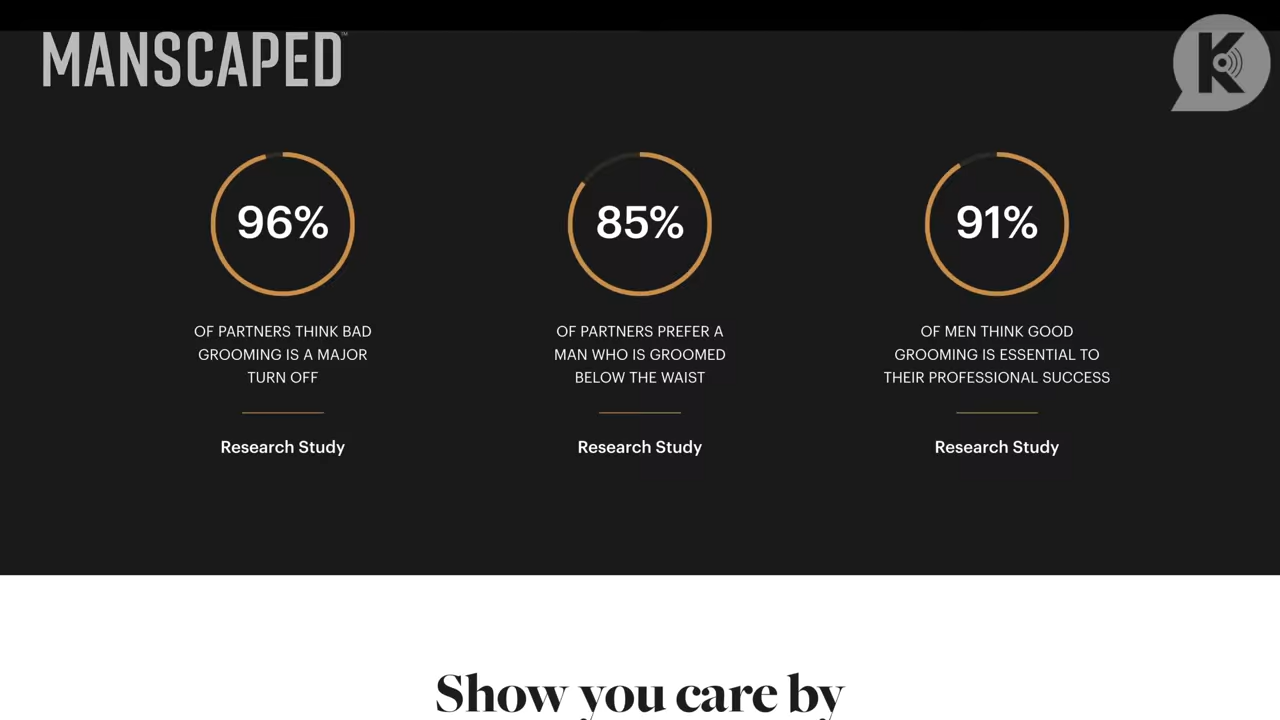 MANSCAPED™
K
96%
85%
91%
OF PARTNERS THINK BAD
GROOMING IS A MAJOR
TURN OFF
OF PARTNERS PREFER A
MAN WHO IS GROOMED
BELOW THE WAIST
OF MEN THINK GOOD
GROOMING IS ESSENTIAL TO
THEIR PROFESSIONAL SUCCESS
Research Study
Research Study
Research Study
Show you care by